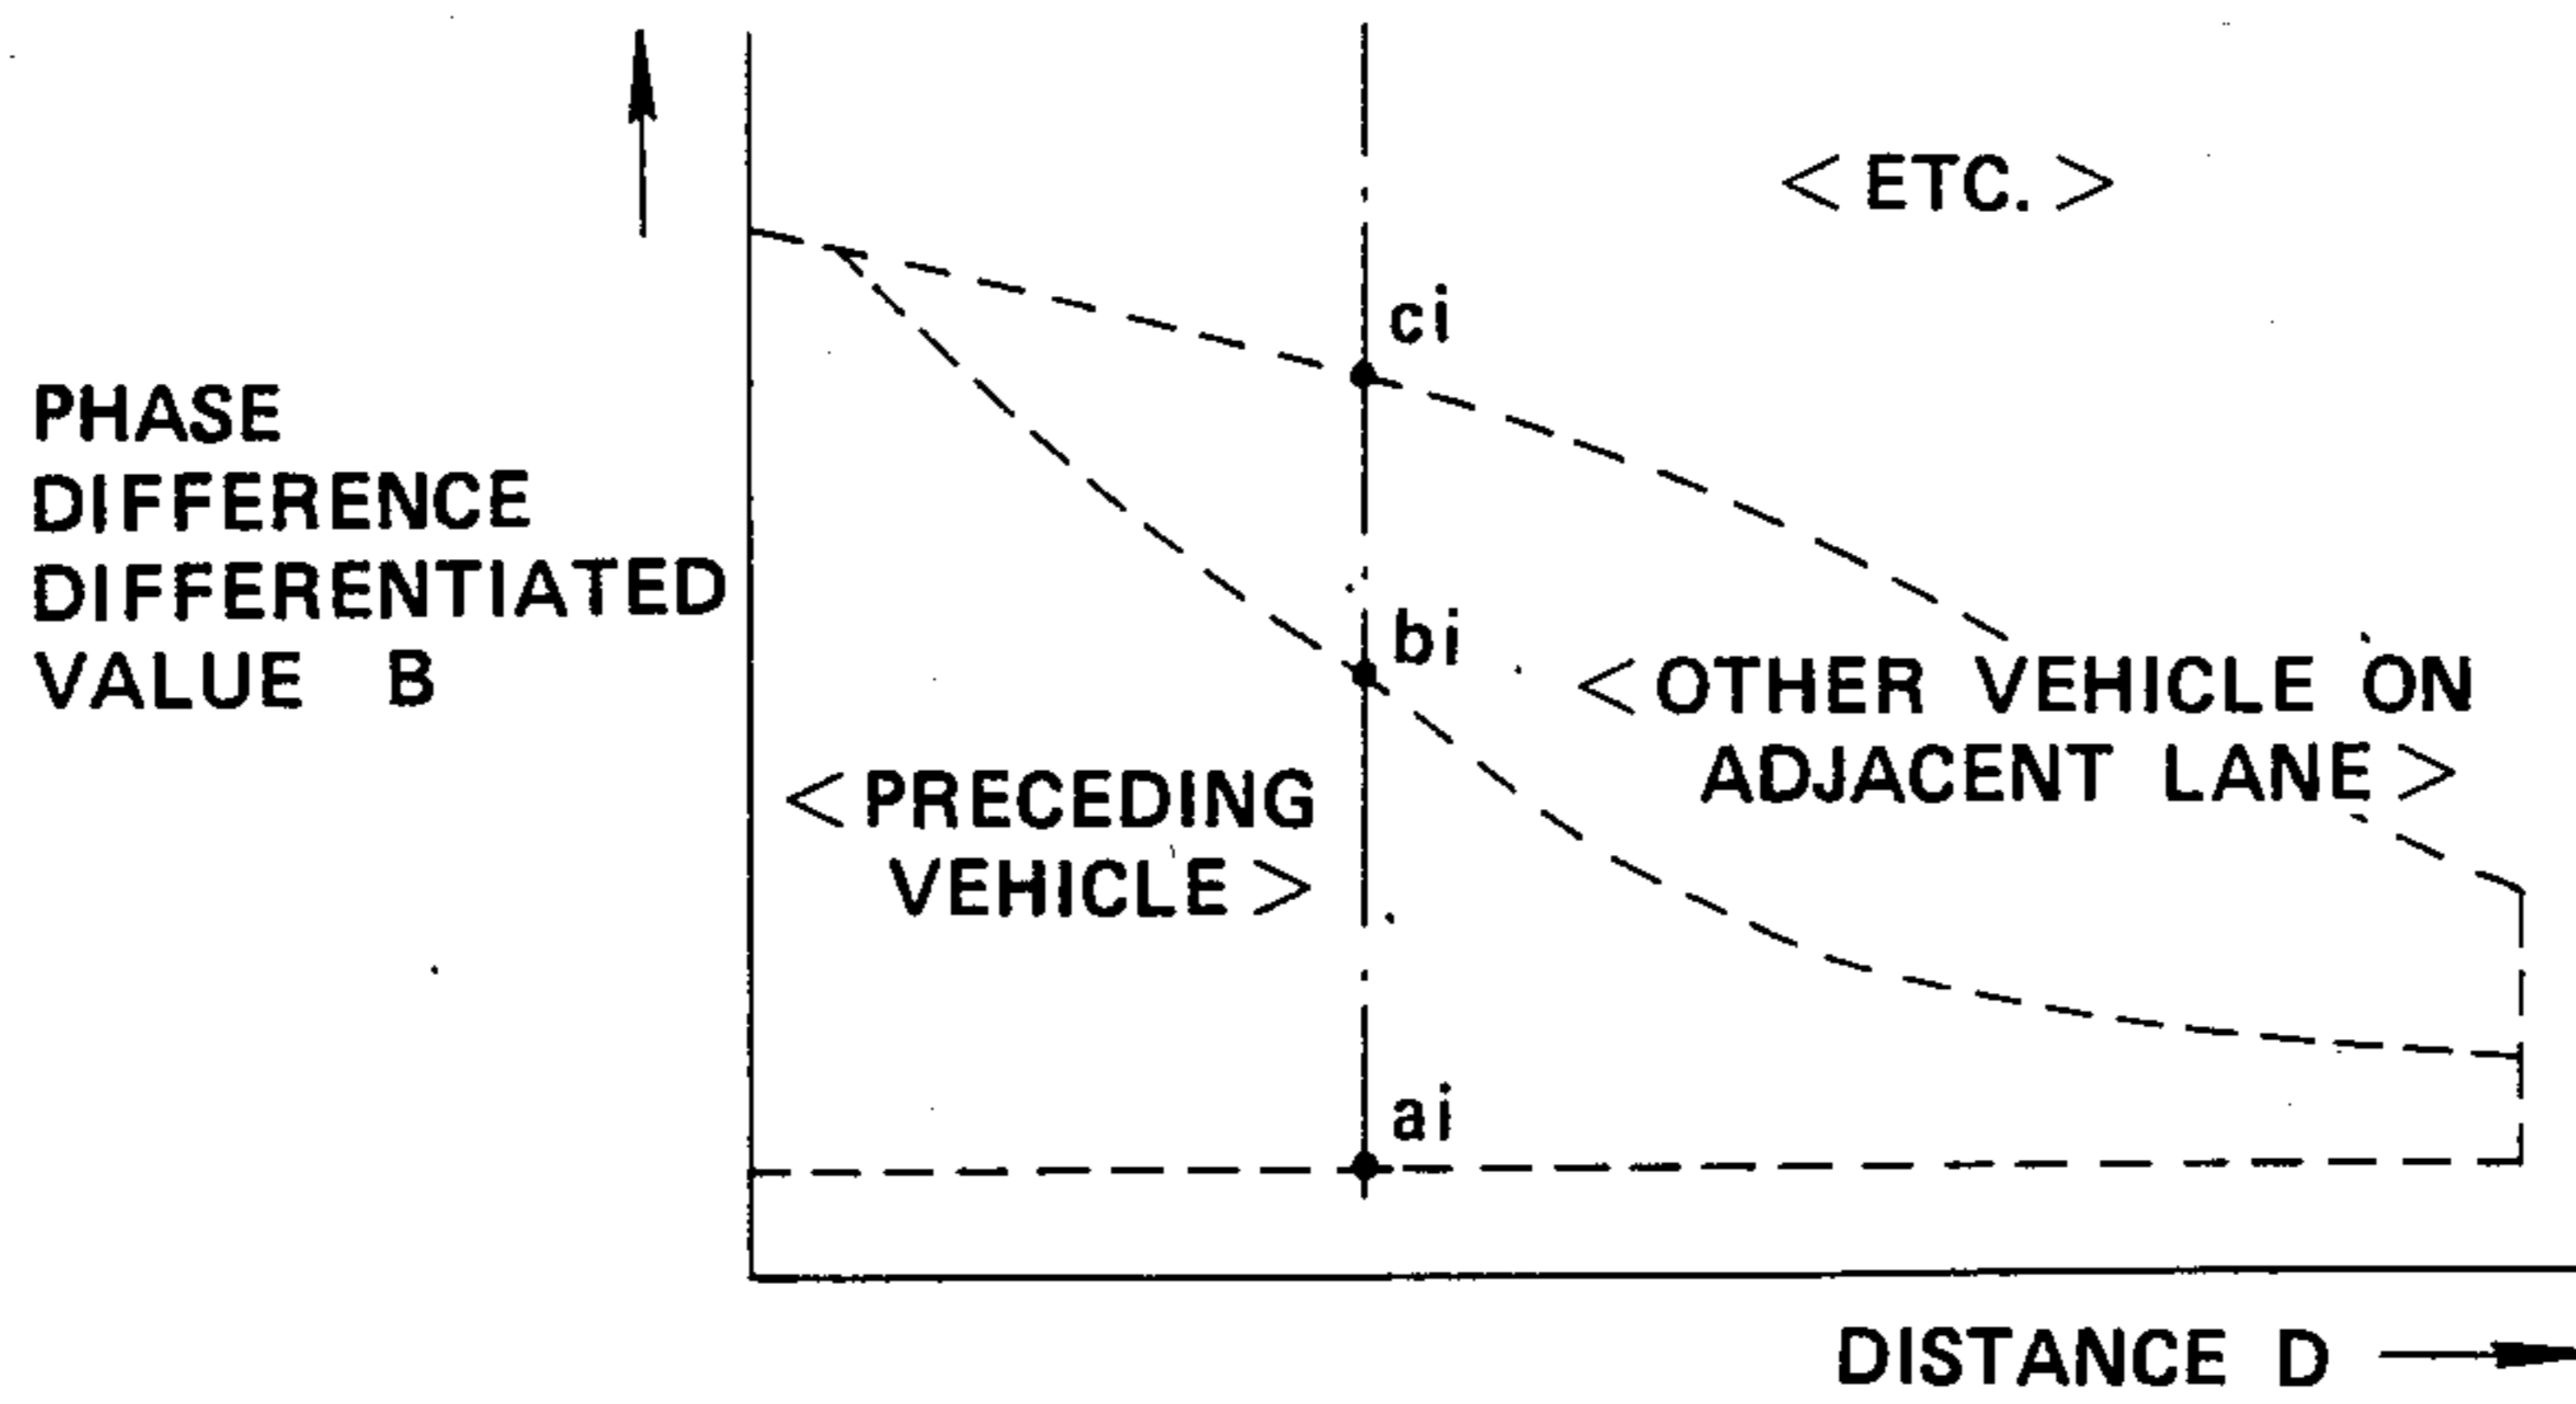 < ETC. >
ci
PHASE
DIFFERENCE
DIFFERENTIATED
VALUE B
bi
< OTHER VEHICLE ON
ADJACENT LANE >
< PRECEDING
VEHICLE >
ai
DISTANCE D